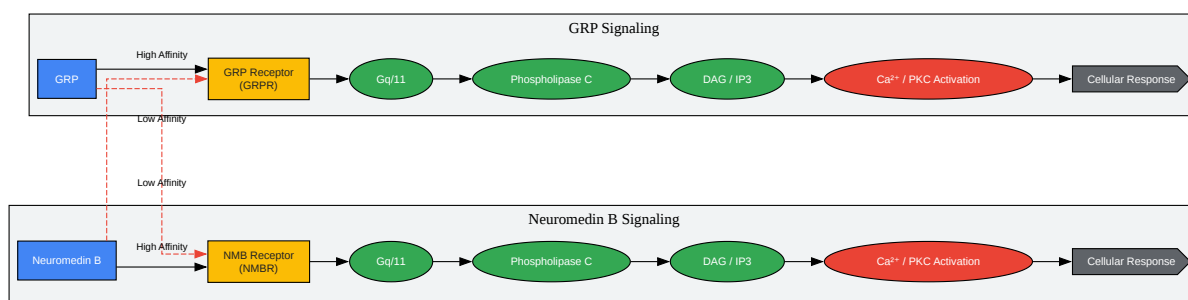 GRP Signaling
High Affinity
GRP
GRP Receptor
(GRPR)
Gq/11
Phospholipase C
DAG / IP3
Ca²⁺ / PKC Activation
Cellular Response
Low Affinity
Low Affinity
Neuromedin B Signaling
High Affinity
Neuromedin B
NMB Receptor
(NMBR)
Gq/11
Phospholipase C
DAG / IP3
Ca²⁺ / PKC Activation
Cellular Response